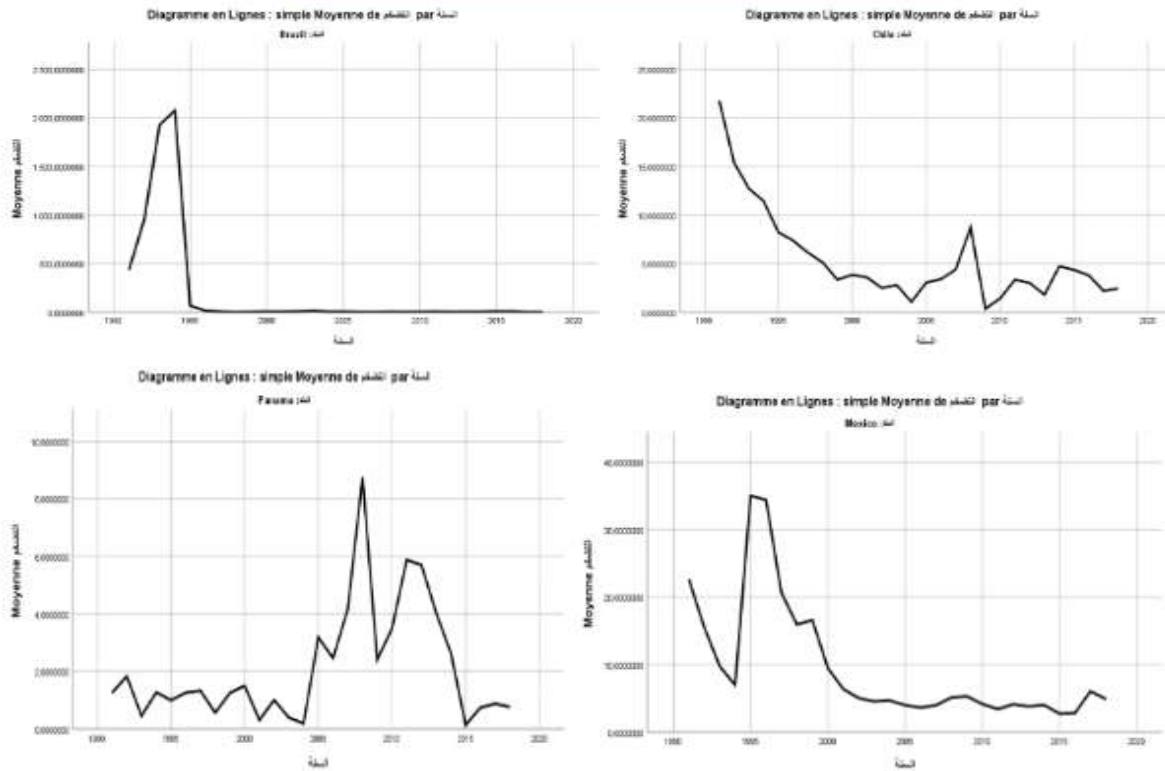 Diagramme en Lignes : simple Moyenne de التضخم par السنة
البلد: Brazil
2 500,0000000
2 000,0000000
1 500,0000000
1 000,0000000
500,0000000
,0000000
Moyenne التضخم
1990 1995 2000 2005 2010 2015 2020
السنة
Diagramme en Lignes : simple Moyenne de التضخم par السنة
البلد: Chile
25,0000000
20,0000000
15,0000000
10,0000000
5,0000000
,0000000
Moyenne التضخم
1990 1995 2000 2005 2010 2015 2020
السنة
Diagramme en Lignes : simple Moyenne de التضخم par السنة
البلد: Panama
10,0000000
8,0000000
6,0000000
4,0000000
2,0000000
,0000000
Moyenne التضخم
1990 1995 2000 2005 2010 2015 2020
السنة
Diagramme en Lignes : simple Moyenne de التضخم par السنة
البلد: Mexico
40,0000000
30,0000000
20,0000000
10,0000000
,0000000
Moyenne التضخم
1990 1995 2000 2005 2010 2015 2020
السنة